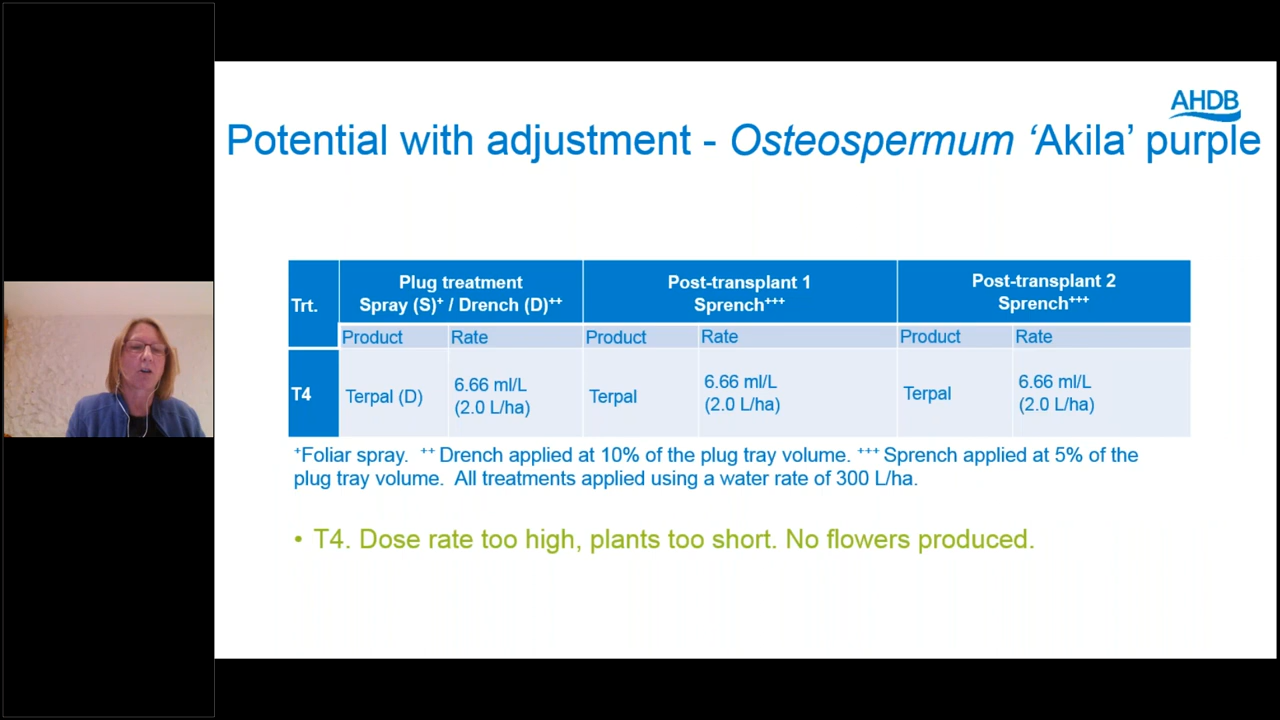 AHDB
Potential with adjustment - Osteospermum ‘Akila’ purple
Trt.
Plug treatment
Spray (S)⁺ / Drench (D)⁺⁺
Post-transplant 1
Sprench⁺⁺⁺
Post-transplant 2
Sprench⁺⁺⁺
Product Rate Product Rate Product Rate
T4
Terpal (D)
6.66 ml/L
(2.0 L/ha)
Terpal
6.66 ml/L
(2.0 L/ha)
Terpal
6.66 ml/L
(2.0 L/ha)
⁺Foliar spray. ⁺⁺ Drench applied at 10% of the plug tray volume. ⁺⁺⁺ Sprench applied at 5% of the
plug tray volume. All treatments applied using a water rate of 300 L/ha.
• T4. Dose rate too high, plants too short. No flowers produced.